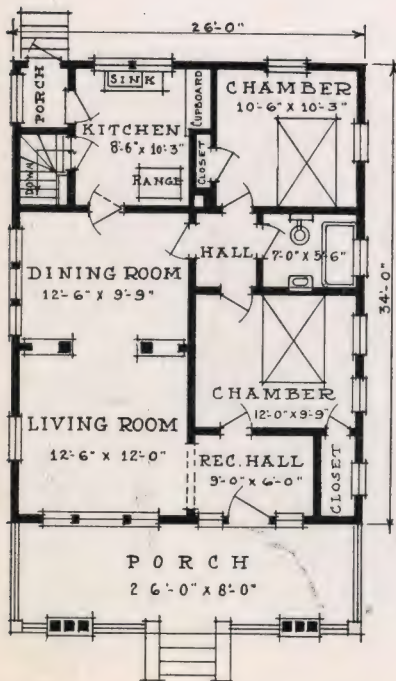 26'-0"
PORCH
SINK
CUPBOARD
CHAMBER
10'-6" X 10'-3"
KITCHEN
8'-6" X 10'-3"
DOWN
RANGE
CLOSET
HALL
7'-0" X 5'-6"
DINING ROOM
12'-6" X 9'-9"
34'-0"
CHAMBER
12'-0" X 9'-9"
LIVING ROOM
12'-6" X 12'-0"
REC. HALL
9'-0" X 6'-0"
CLOSET
PORCH
26'-0" X 8'-0"